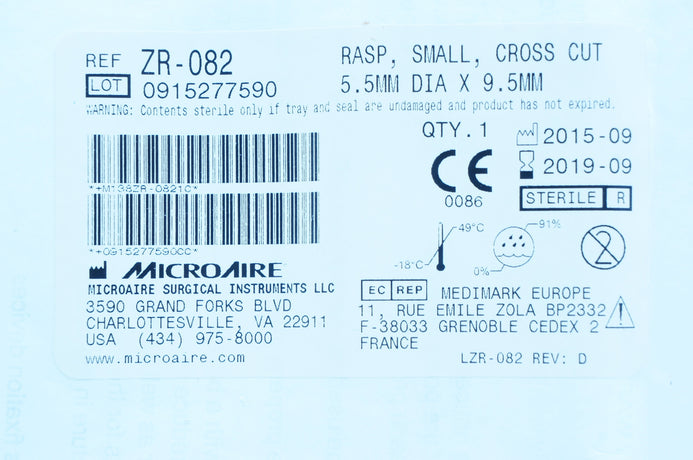 REF ZR-082
LOT 0915277590
RASP, SMALL, CROSS CUT
5.5MM DIA X 9.5MM
WARNING: Contents sterile only if tray and seal are undamaged and product has not expired.
*+M138ZR-0821C*
*+0915277590CC*
QTY. 1
CE
0086
2015-09
2019-09
STERILE R
49°C
-18°C
91%
0%
2
MICROAIRE
MICROAIRE SURGICAL INSTRUMENTS LLC
3590 GRAND FORKS BLVD
CHARLOTTESVILLE, VA 22911
USA (434) 975-8000
www.microaire.com
EC REP MEDIMARK EUROPE
11, RUE EMILE ZOLA BP2332
F-38033 GRENOBLE CEDEX 2
FRANCE
LZR-082 REV: D